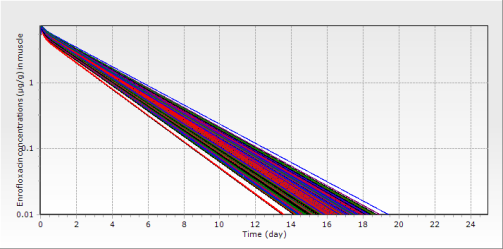 Enrofloxacin concentrations (µg/g) in muscle
1
0.1
0.01
0 2 4 6 8 10 12 14 16 18 20 22 24
Time (day)